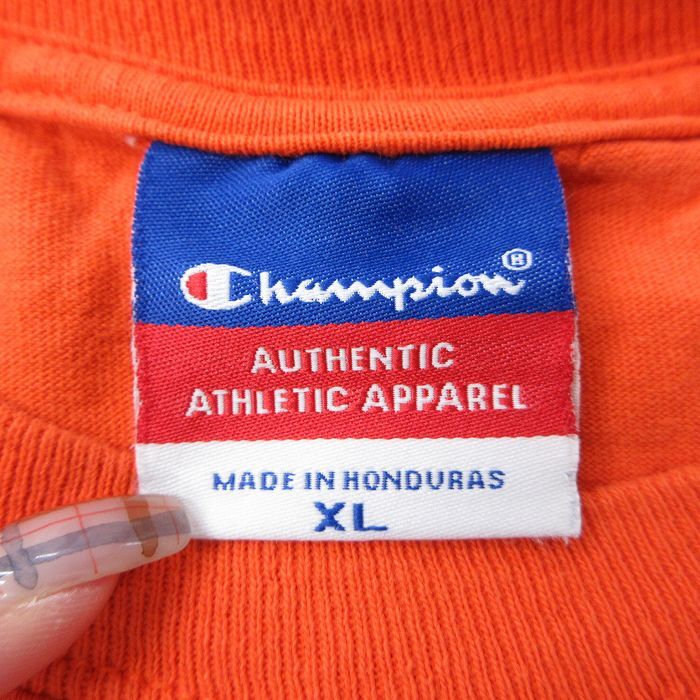 Champion®
AUTHENTIC
ATHLETIC APPAREL
MADE IN HONDURAS
XL